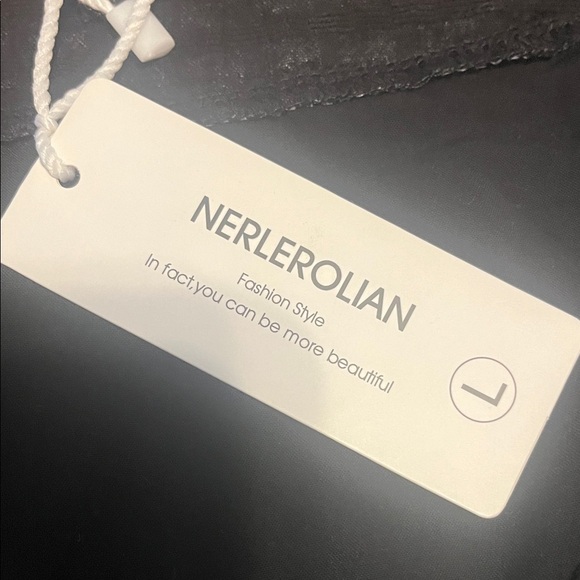 NERLEROLIAN
Fashion Style
In fact,you can be more beautiful
L